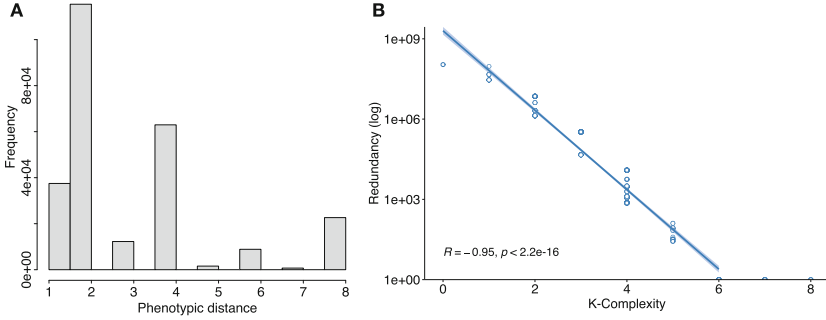 A
Frequency
8e+04
4e+04
0e+00
1 2 3 4 5 6 7 8
Phenotypic distance
B
Redundancy (log)
1e+09
1e+06
1e+03
1e+00
R = −0.95, p < 2.2e-16
0 2 4 6 8
K-Complexity